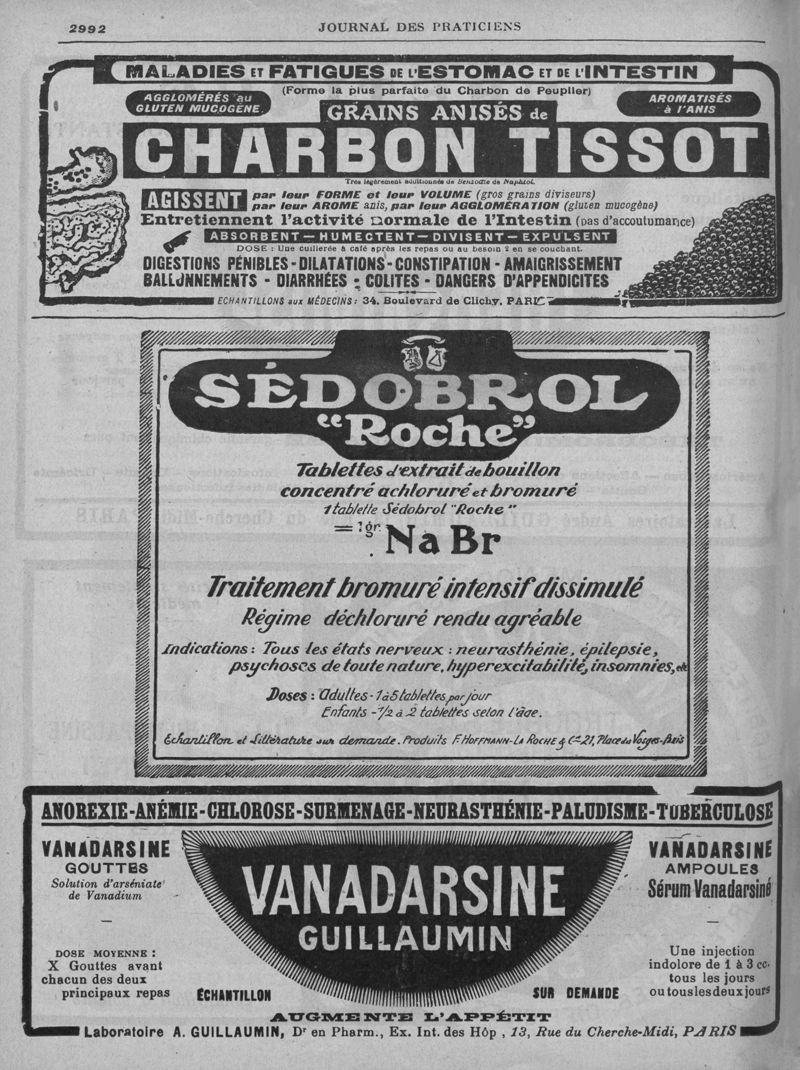 2992
JOURNAL DES PRATICIENS
MALADIES ET FATIGUES DE L'ESTOMAC ET DE L'INTESTIN
(Forme la plus parfaite du Charbon de Peuplier)
AGGLOMÉRÉS au
GLUTEN MUCOGÈNE.
GRAINS ANISÉS de
AROMATISÉS
à l'ANIS
CHARBON TISSOT
Très légèrement additionnés de Benzoate de Naphtol.
AGISSENT
par leur FORME et leur VOLUME (gros grains diviseurs)
par leur AROME anis, par leur AGGLOMÉRATION (gluten mucogène)
Entretiennent l'activité normale de l'Intestin (pas d'accoutumance)
ABSORBENT — HUMECTENT — DIVISENT — EXPULSENT
DOSE : Une cuillerée à café après les repas ou au besoin 2 en se couchant.
DIGESTIONS PÉNIBLES - DILATATIONS - CONSTIPATION - AMAIGRISSEMENT
BALLONNEMENTS - DIARRHÉES - COLITES - DANGERS D'APPENDICITES
ECHANTILLONS aux MÉDECINS : 34, Boulevard de Clichy, PARIS
SÉDOBROL
"Roche"
Tablettes d'extrait de bouillon
concentré achloruré et bromuré
1 tablette Sédobrol "Roche"
= 1 gr. Na Br
Traitement bromuré intensif dissimulé
Régime déchloruré rendu agréable
Indications : Tous les états nerveux : neurasthénie, épilepsie,
psychoses de toute nature, hyperexcitabilité, insomnies, etc
Doses : Adultes - 1 à 5 tablettes par jour
Enfants - 1/2 à 2 tablettes selon l'âge.
Échantillon et Littérature sur demande. Produits F. HOFFMANN-LA ROCHE & Cie 21, Place des Vosges-Paris
ANOREXIE-ANÉMIE-CHLOROSE-SURMENAGE-NEURASTHÉNIE-PALUDISME-TUBERCULOSE
VANADARSINE
GOUTTES
Solution d'arséniate
de Vanadium
DOSE MOYENNE :
X Gouttes avant
chacun des deux
principaux repas
VANADARSINE
GUILLAUMIN
VANADARSINE
AMPOULES
Sérum Vanadarsiné
Une injection
indolore de 1 à 3 cc.
tous les jours
ou tous les deux jours
ÉCHANTILLON
SUR DEMANDE
AUGMENTE L'APPÉTIT
Laboratoire A. GUILLAUMIN, Dr en Pharm., Ex. Int. des Hôp, 13, Rue du Cherche-Midi, PARIS